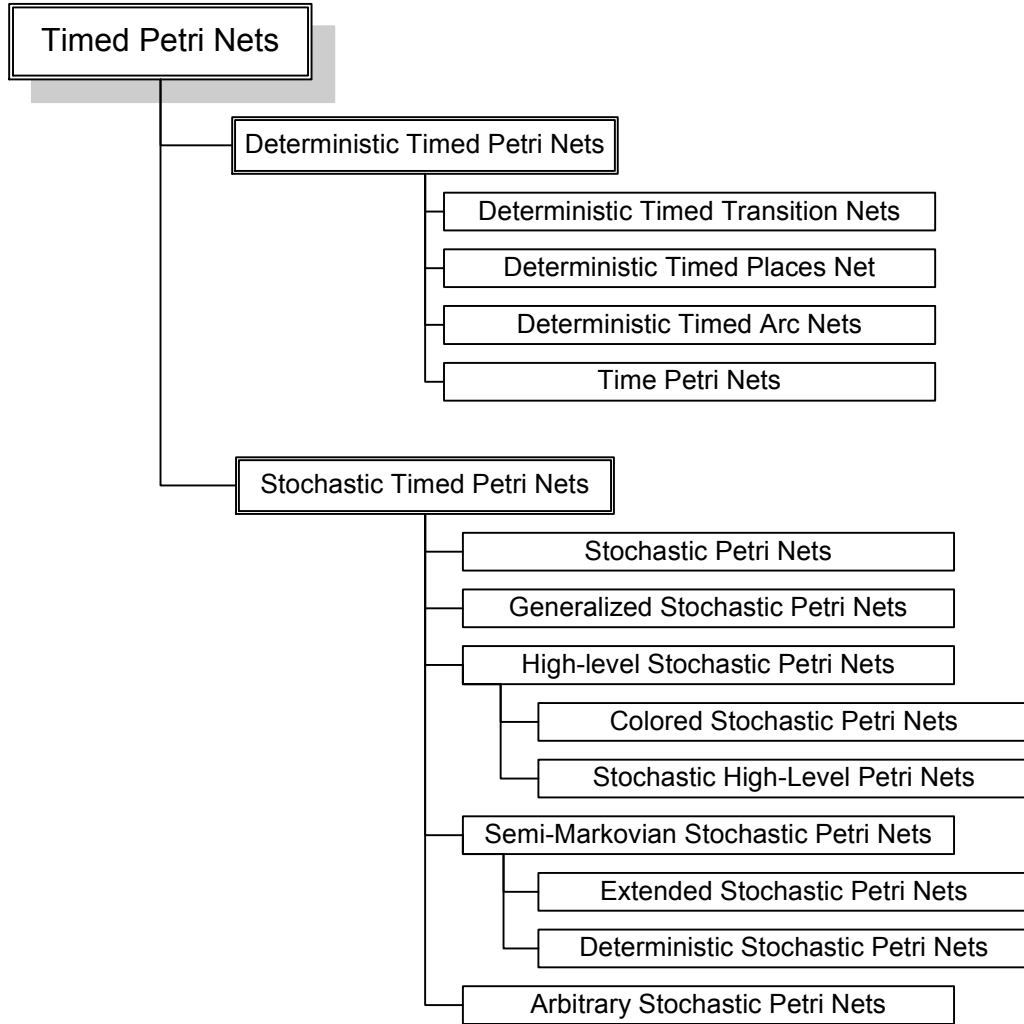 Timed Petri Nets
Deterministic Timed Petri Nets
Deterministic Timed Transition Nets
Deterministic Timed Places Net
Deterministic Timed Arc Nets
Time Petri Nets
Stochastic Timed Petri Nets
Stochastic Petri Nets
Generalized Stochastic Petri Nets
High-level Stochastic Petri Nets
Colored Stochastic Petri Nets
Stochastic High-Level Petri Nets
Semi-Markovian Stochastic Petri Nets
Extended Stochastic Petri Nets
Deterministic Stochastic Petri Nets
Arbitrary Stochastic Petri Nets